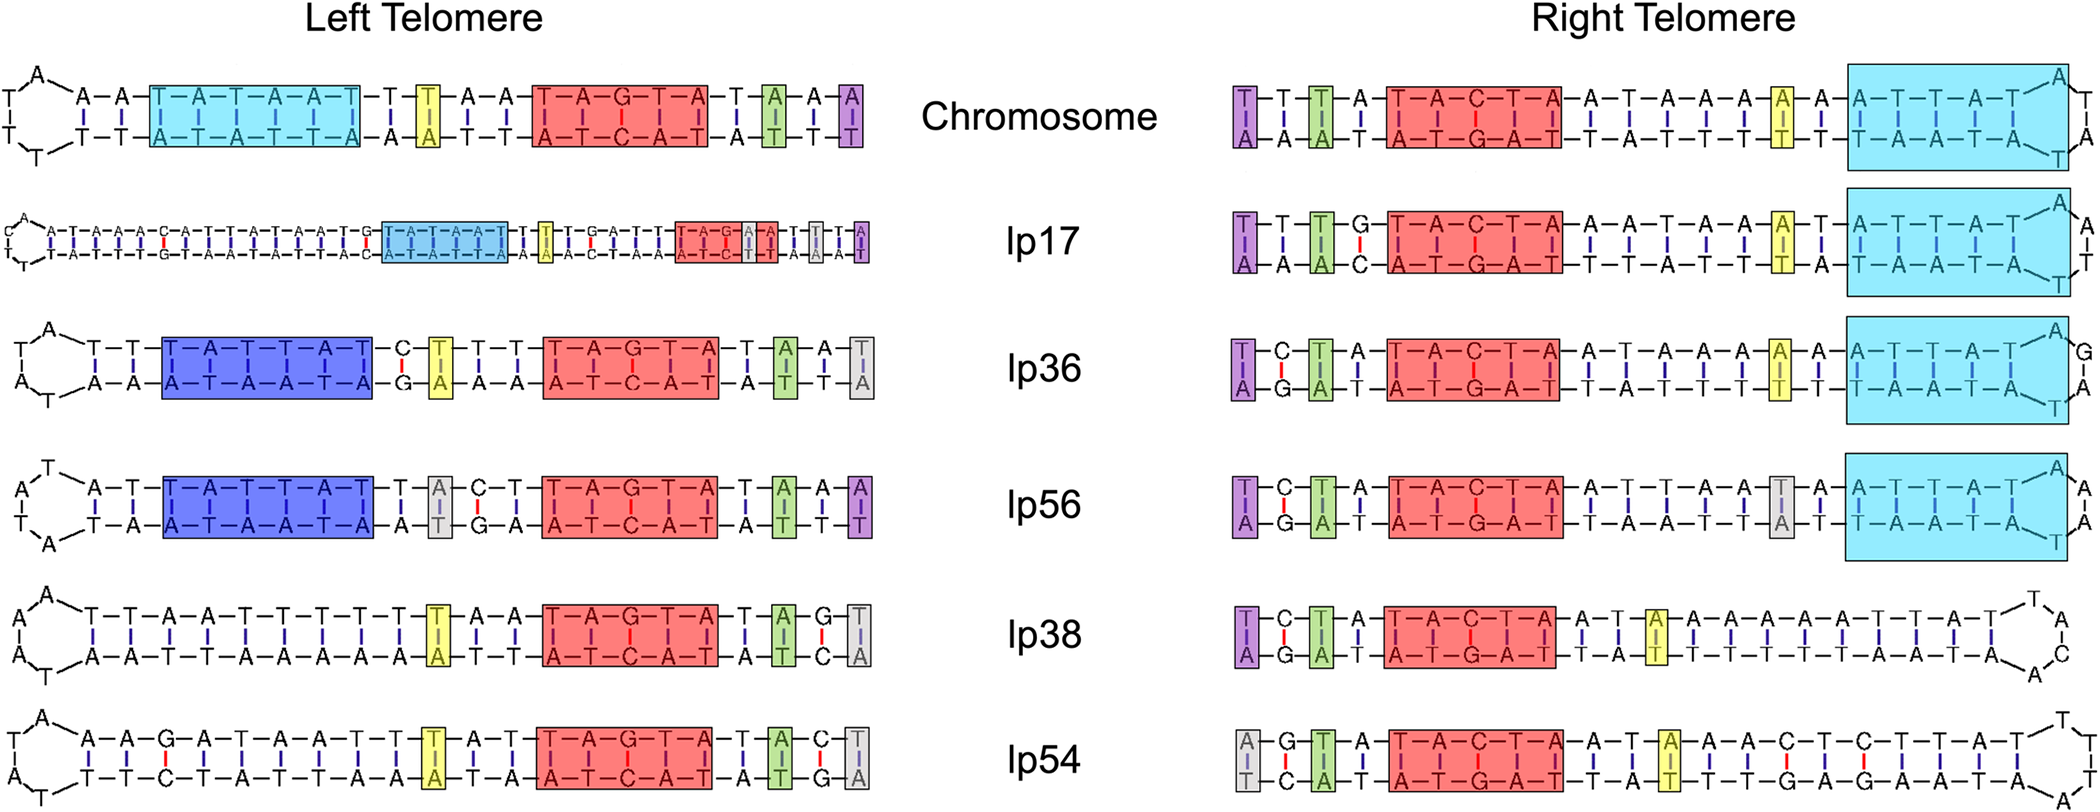 Left Telomere Right Telomere
A
T A–A–T–A–T–A–A–T–T–T–A–A–T–A–G–T–A–T–A–A–A
T T–T–A–T–A–T–T–A–A–A–T–T–A–T–C–A–T–A–T–T–T
T
Chromosome
A
T–T–T–A–T–A–C–T–A–A–T–A–A–A–A–A–A–T–T–A–T T
A–A–A–T–A–T–G–A–T–T–A–T–T–T–T–T–T–A–A–T–A A
T
A
C A–T–A–A–A–C–A–T–T–A–T–A–A–T–G–T–A–T–A–A–T–T–T–T–G–A–T–T–T–A–G–A–A–T–T–T–A
T T–A–T–T–T–G–T–A–A–T–A–T–T–A–C–A–T–A–T–T–A–A–A–A–C–T–A–A–A–T–C–T–T–A–A–A–T
T
lp17
A
T–T–T–G–T–A–C–T–A–A–A–T–A–A–A–T–A–T–T–A–T A
A–A–A–C–A–T–G–A–T–T–T–A–T–T–T–A–T–A–A–T–A T
T
A
T T–T–T–A–T–T–A–T–C–T–T–T–T–A–G–T–A–T–A–A–T
A A–A–A–T–A–A–T–A–G–A–A–A–A–T–C–A–T–A–T–T–A
T
lp36
A
T–C–T–A–T–A–C–T–A–A–T–A–A–A–A–A–A–T–T–A–T G
A–G–A–T–A–T–G–A–T–T–A–T–T–T–T–T–T–A–A–T–A A
T
T
A A–T–T–A–T–T–A–T–T–A–C–T–T–A–G–T–A–T–A–A–A
T T–A–A–T–A–A–T–A–A–T–G–A–A–T–C–A–T–A–T–T–T
A
lp56
A
T–C–T–A–T–A–C–T–A–A–T–T–A–A–T–A–A–T–T–A–T A
A–G–A–T–A–T–G–A–T–T–A–A–T–T–A–T–T–A–A–T–A A
T
A
A T–T–A–A–T–T–T–T–T–T–A–A–T–A–G–T–A–T–A–G–T
A A–A–T–T–A–A–A–A–A–A–T–T–A–T–C–A–T–A–T–C–A
T
lp38
T
T–C–T–A–T–A–C–T–A–A–T–A–A–A–A–A–A–T–T–A–T A
A–G–A–T–A–T–G–A–T–T–A–T–T–T–T–T–T–A–A–T–A C
A
A
T A–A–G–A–T–A–A–T–T–T–A–T–T–A–G–T–A–T–A–C–T
A T–T–C–T–A–T–T–A–A–A–T–A–A–T–C–A–T–A–T–G–A
T
lp54
T
A–G–T–A–T–A–C–T–A–A–T–A–A–A–C–T–C–T–T–A–T T
T–C–A–T–A–T–G–A–T–T–A–T–T–T–G–A–G–A–A–T–A T
A